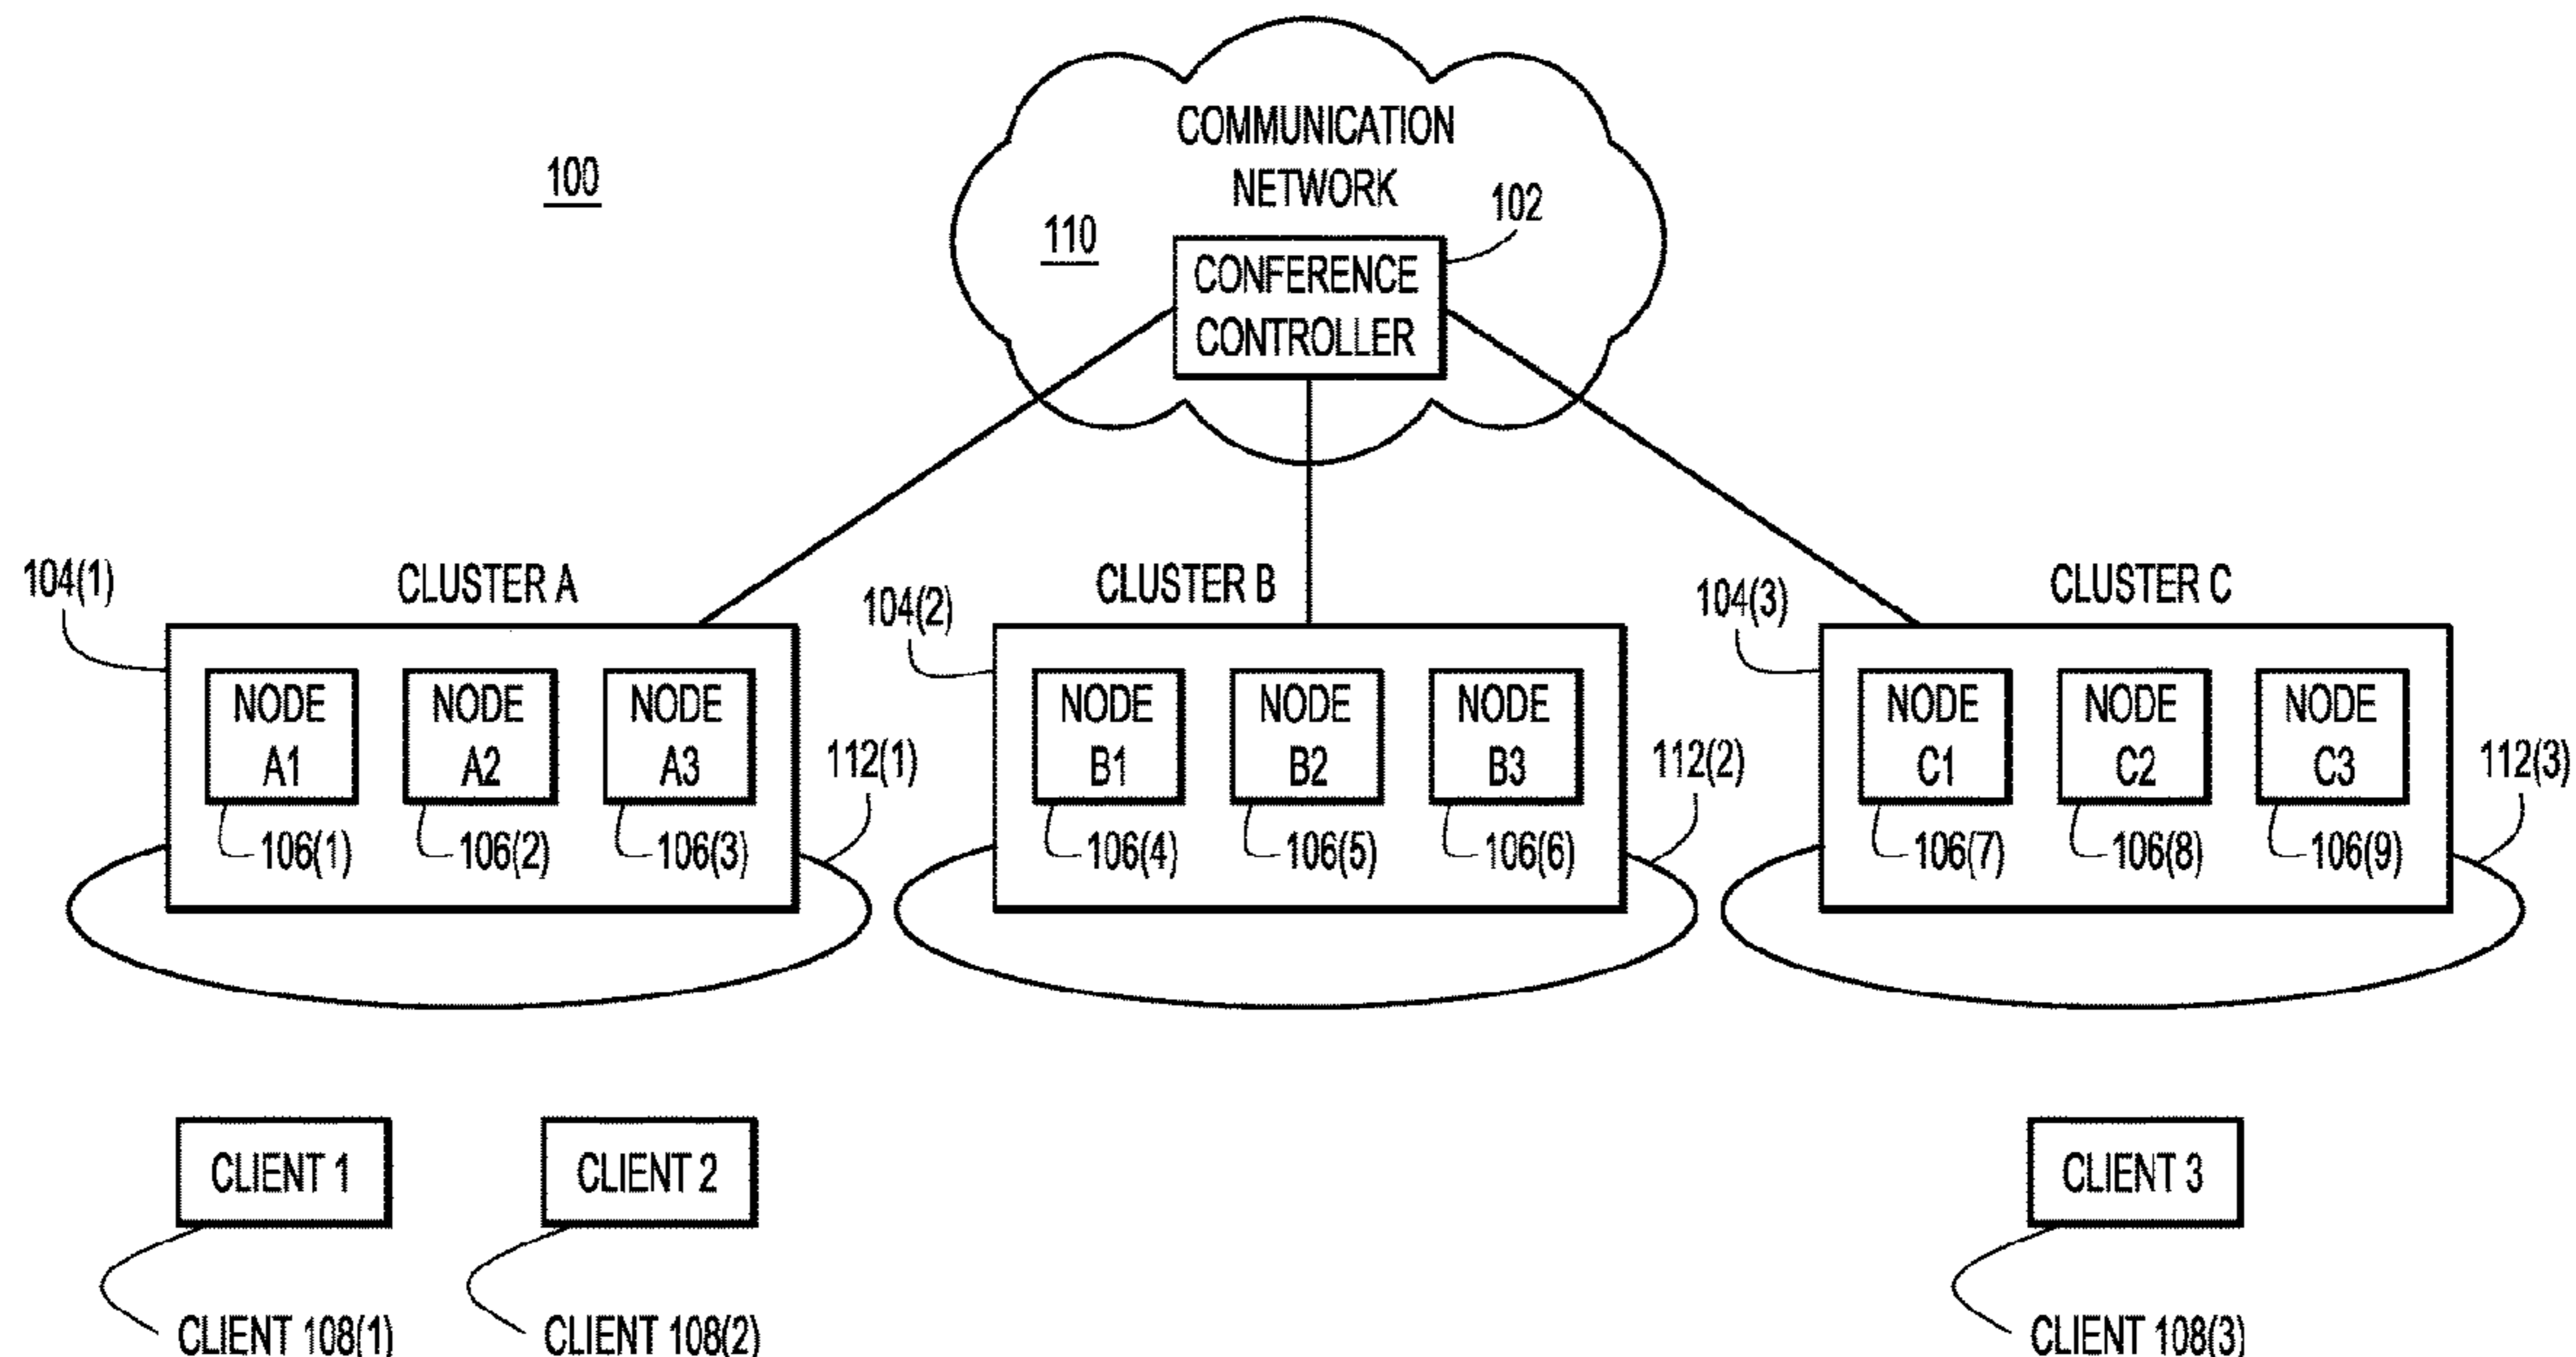 COMMUNICATION
NETWORK
100
110
102
CONFERENCE
CONTROLLER
104(1)
CLUSTER A
104(2)
CLUSTER B
104(3)
CLUSTER C
NODE
A1
NODE
A2
NODE
A3
112(1)
106(1)
106(2)
106(3)
NODE
B1
NODE
B2
NODE
B3
112(2)
106(4)
106(5)
106(6)
NODE
C1
NODE
C2
NODE
C3
112(3)
106(7)
106(8)
106(9)
CLIENT 1
CLIENT 2
CLIENT 3
CLIENT 108(1)
CLIENT 108(2)
CLIENT 108(3)